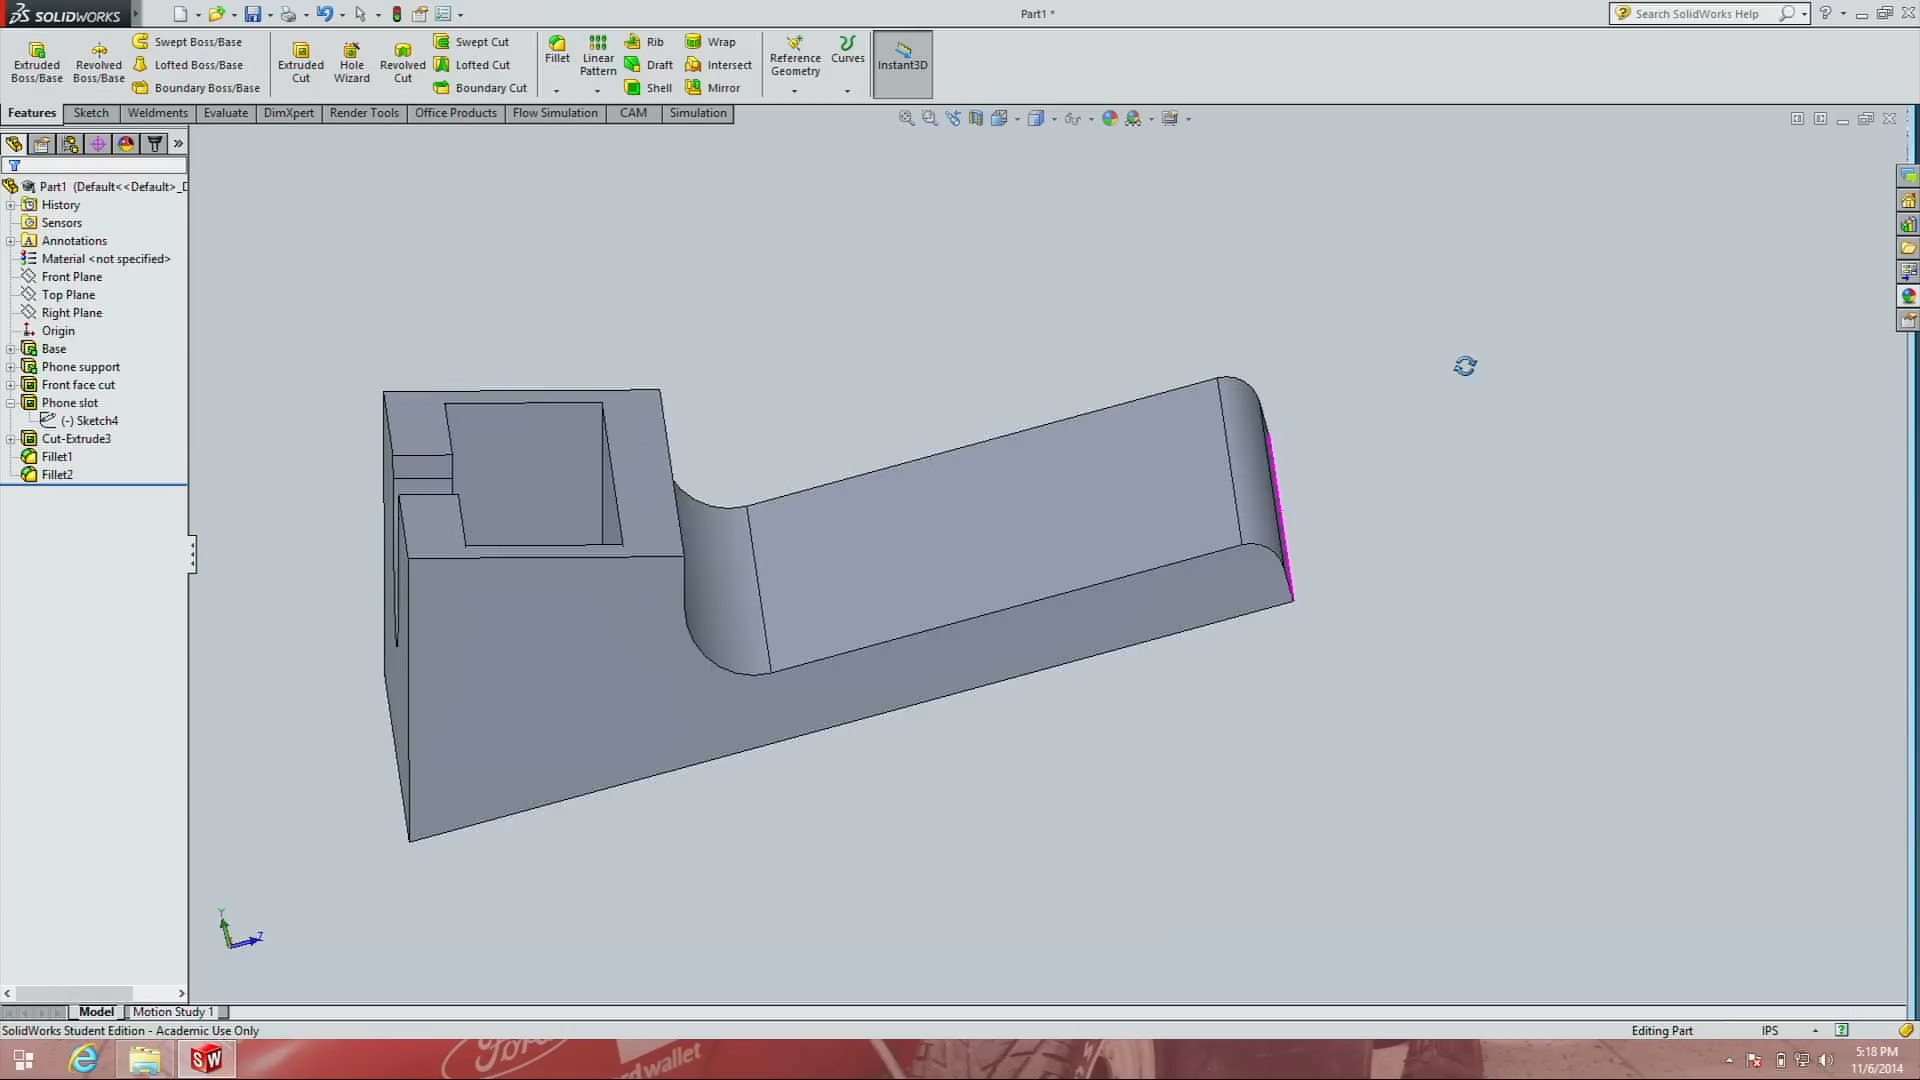 SOLIDWORKS
Part1 *
Search SolidWorks Help
Extruded
Boss/Base
Revolved
Boss/Base
Swept Boss/Base
Lofted Boss/Base
Boundary Boss/Base
Extruded
Cut
Hole
Wizard
Revolved
Cut
Swept Cut
Lofted Cut
Boundary Cut
Fillet
Linear
Pattern
Rib
Draft
Shell
Wrap
Intersect
Mirror
Reference
Geometry
Curves
Instant3D
Features Sketch Weldments Evaluate DimXpert Render Tools Office Products Flow Simulation CAM Simulation
Part1 (Default<<Default>_D
History
Sensors
A Annotations
Material <not specified>
Front Plane
Top Plane
Right Plane
Origin
Base
Phone support
Front face cut
Phone slot
(-) Sketch4
Cut-Extrude3
Fillet1
Fillet2
Y
Z
Model Motion Study 1
SolidWorks Student Edition - Academic Use Only
Editing Part IPS
Ford
rdwallet
SW
5:18 PM
11/6/2014